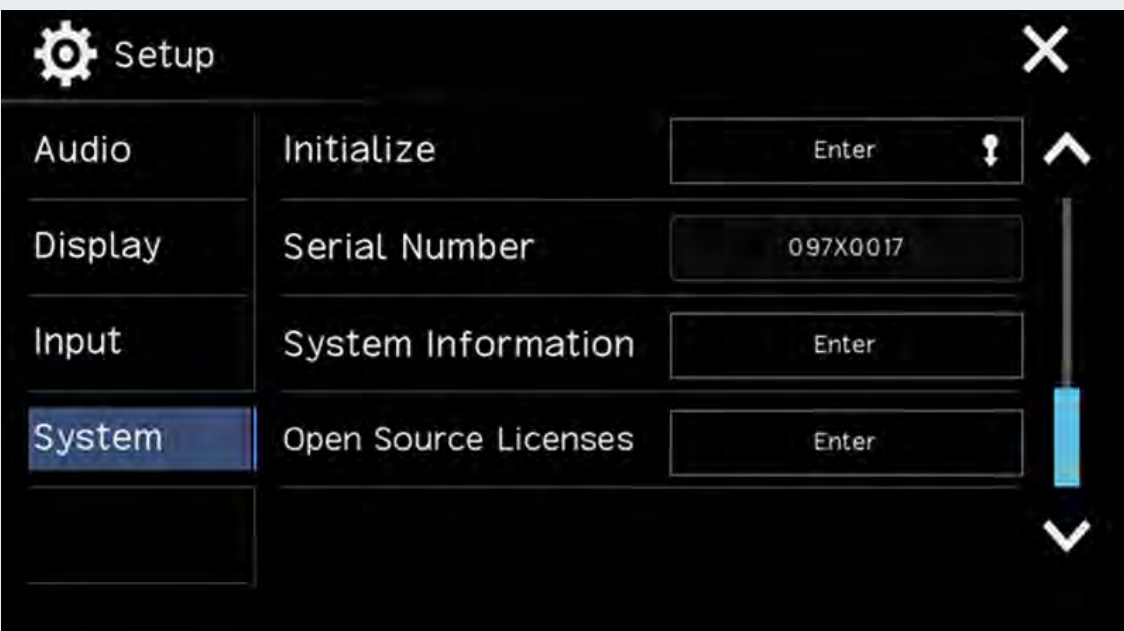 Setup
Audio
Initialize
Enter
Display
Serial Number
097X0017
Input
System Information
Enter
System
Open Source Licenses
Enter